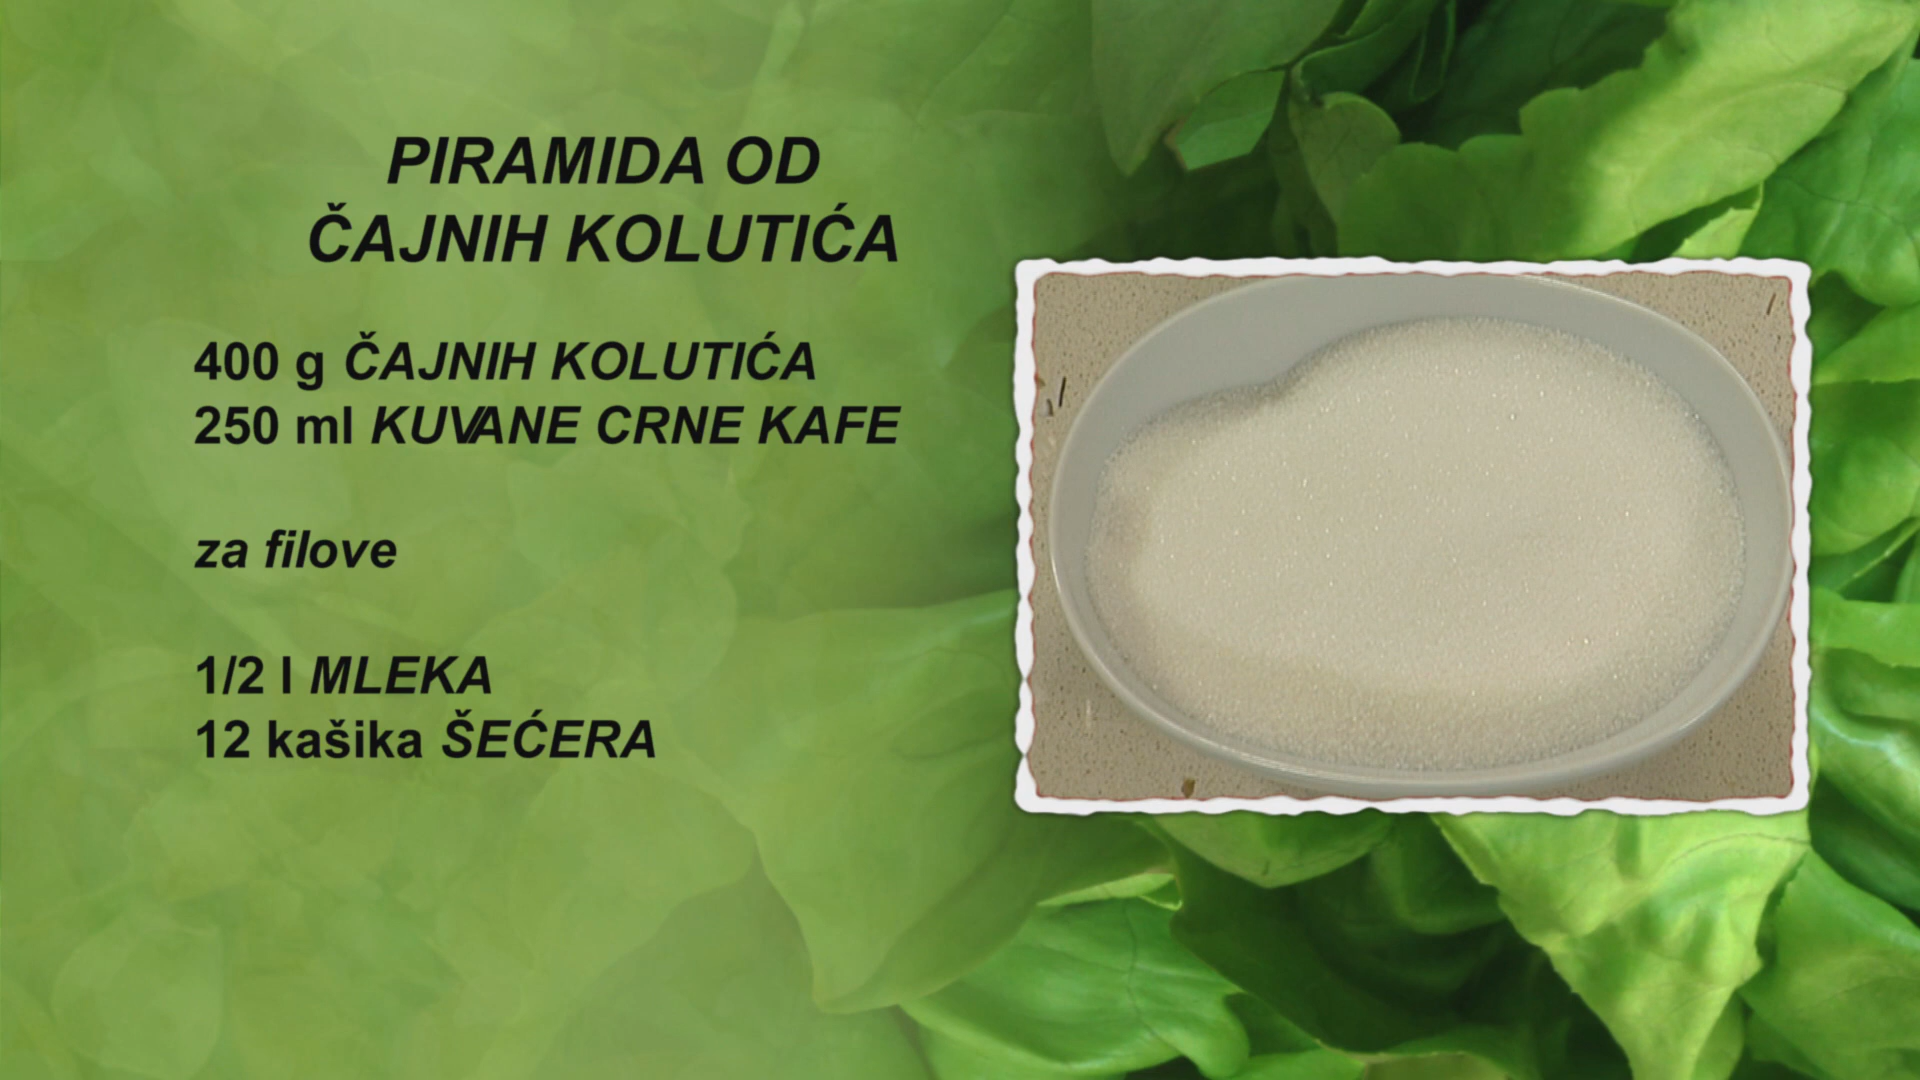 PIRAMIDA OD
ČAJNIH KOLUTIĆA
400 g ČAJNIH KOLUTIĆA
250 ml KUVANE CRNE KAFE
za filove
1/2 l MLEKA
12 kašika ŠEĆERA